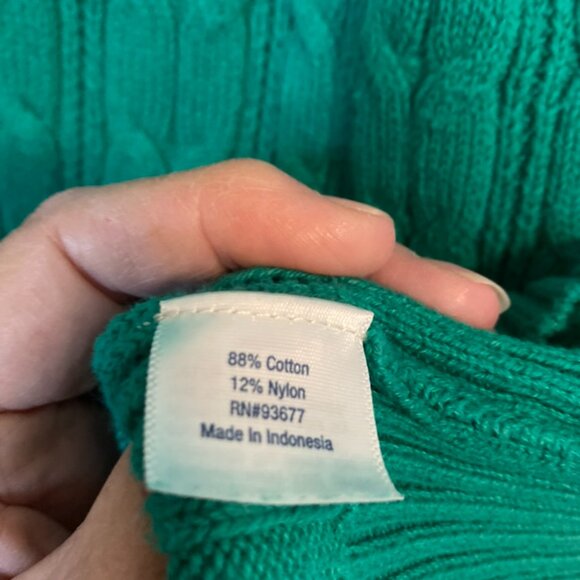 88% Cotton
12% Nylon
RN#93677
Made In Indonesia